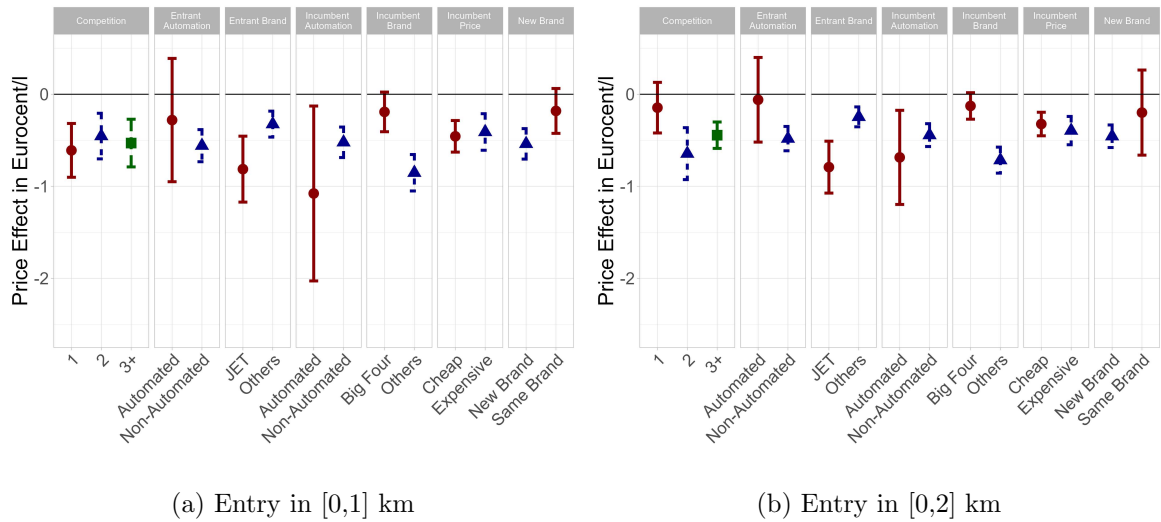 Competition
Entrant
Automation
Entrant Brand
Incumbent
Automation
Incumbent
Brand
Incumbent
Price
New Brand
Price Effect in Eurocent/l
0
-1
-2
1
2
3+
Automated
Non-Automated
JET
Others
Automated
Non-Automated
Big Four
Others
Cheap
Expensive
New Brand
Same Brand
(a) Entry in [0,1] km
Competition
Entrant
Automation
Entrant Brand
Incumbent
Automation
Incumbent
Brand
Incumbent
Price
New Brand
Price Effect in Eurocent/l
0
-1
-2
1
2
3+
Automated
Non-Automated
JET
Others
Automated
Non-Automated
Big Four
Others
Cheap
Expensive
New Brand
Same Brand
(b) Entry in [0,2] km